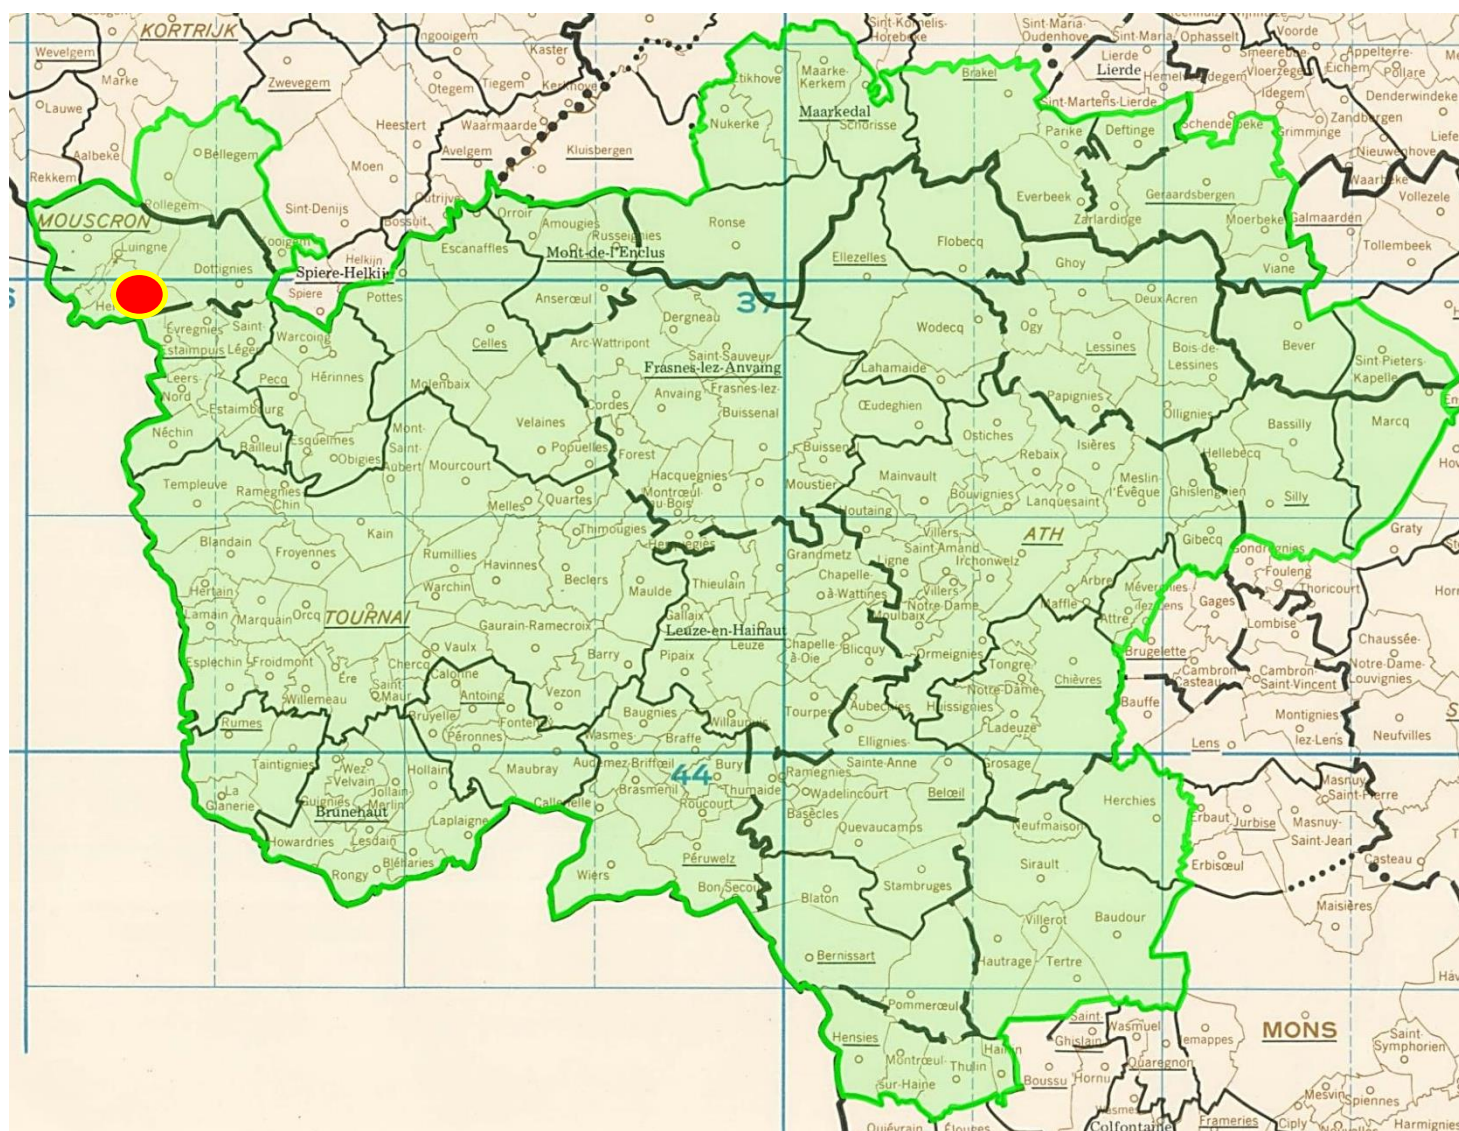 KORTRIJK
Wevelgem
Marke
Lauwe
Aalbeke
Rekkem
Zwevegem
Ingooigem
Otegem
Tiegem
Kaster
Kerkhove
Heestert
Waarmaarde
Avelgem
Kluisbergen
Moen
Outrijve
Bossuit
Sint-Denijs
Bellegem
Rollegem
Kooigem
Helkijn
Spiere-Helkijn
Spiere
MOUSCRON
Luingne
Dottignies
Sint-Kornelis-
Horebeke
Sint-Maria-
Oudenhove
Sint-Maria-
Lierde
Lierde
Ophasselt
Hemelveerdegem
Sint-Martens-Lierde
Smeerebbe-
Vloerzegem
Voorde
Appelterre-
Eichem
Pollare
Idegem
Denderwindeke
Zandbergen
Grimminge
Nieuwenhove
Waarbeke
Vollezele
Galmaarden
Tollembeek
Etikhove
Maarke-
Kerkem
Maarkedal
Nukerke
Schorisse
Brakel
Parike
Deftinge
Schendelbeke
Everbeek
Zarlardinge
Geraardsbergen
Moerbeke
Viane
Ronse
Orroir
Amougies
Russeignies
Mont-de-l'Enclus
Escanaffles
Pottes
Anserœul
Celles
Ellezelles
Flobecq
Ghoy
Deux Acren
Wodecq
Ogy
Lessines
Bois-de-
Lessines
Bever
Sint-Pieters-
Kapelle
37
Dergneau
Arc-Wattripont
Saint-Sauveur
Frasnes-lez-Anvaing
Anvaing
Frasnes-lez-
Buissenal
Cordes
Forest
Lahamaide
Œudeghien
Papignies
Ollignies
Bassilly
Marcq
Evregnies
Saint-
Léger
Estaimpuis
Warcoing
Pecq
Hérinnes
Leers-
Nord
Estaimbourg
Néchin
Bailleul
Esquelmes
Obigies
Molenbaix
Mont-
Saint-
Aubert
Velaines
Popuelles
Mourcourt
Buissenal
Moustier
Hacquegnies
Montrœul-
au-Bois
Ostiches
Rebaix
Isières
Mainvault
Bouvignies
Lanquesaint
Meslin-
l'Évêque
Hellebecq
Ghislenghien
Silly
Graty
Templeuve
Ramegnies
Chin
Kain
Melles
Quartes
Thimougies
Herquegies
Houtaing
ATH
Gibecq
Gondregnies
Fouleng
Thoricourt
Blandain
Froyennes
Rumillies
Havinnes
Warchin
Beclers
Maulde
Thieulain
Grandmetz
Chapelle-
à-Wattines
Ligne
Villers-
Saint-Amand
Irchonwelz
Villers-
Notre-Dame
Moulbaix
Arbre
Maffle
Mévergnies
lez-Lens
Attre
Gages
Lombise
Chaussée-
Notre-Dame-
Louvignies
Hertain
Lamain
Marquain
Orcq
TOURNAI
Gaurain-Ramecroix
Gallaix
Leuze-en-Hainaut
Leuze
Pipaix
Barry
Chapelle-
à-Oie
Blicquy
Ormeignies
Tongre-
Notre-Dame
Chièvres
Brugelette
Cambron-
Casteau
Cambron-
Saint-Vincent
Vaulx
Chercq
Esplechin
Froidmont
Ère
Saint-
Maur
Willemeau
Calonne
Antoing
Vezon
Fontenoy
Bruyelle
Péronnes
Rumes
Taintignies
Baugnies
Willaupuis
Wasmes-
Audemez-Briffœil
Braffe
Tourpes
Aubechies
Huissignies
Ladeuze
Bauffe
Montignies
lez-Lens
Neufvilles
Lens
Ellignies-
Sainte-Anne
Grosage
La
Glanerie
Wez-
Velvain
Guignies
Jollain
Merlin
Hollain
Brunehaut
Lesdain
Howardries
Rongy
Bléharies
Laplaigne
Maubray
Callenelle
44
Bury
Brasmenil
Roucourt
Thumaide
Ramegnies
Wadelincourt
Basècles
Quevaucamps
Belœil
Neufmaison
Herchies
Erbaut
Jurbise
Masnuy-
Saint-Pierre
Masnuy-
Saint-Jean
Erbisœul
Casteau
Maisières
Péruwelz
Wiers
Bon-Secours
Blaton
Stambruges
Sirault
Villerot
Baudour
Bernissart
Hautrage
Tertre
Pommerœul
Hensies
Montrœul-
sur-Haine
Thulin
Hainin
Saint-
Ghislain
Wasmuel
Quaregnon
Jemappes
Boussu
Hornu
MONS
Saint-
Symphorien
Wasmes
Colfontaine
Frameries
Mesvin
Spiennes
Ciply
Harmignies
Quiévrain
Élouges